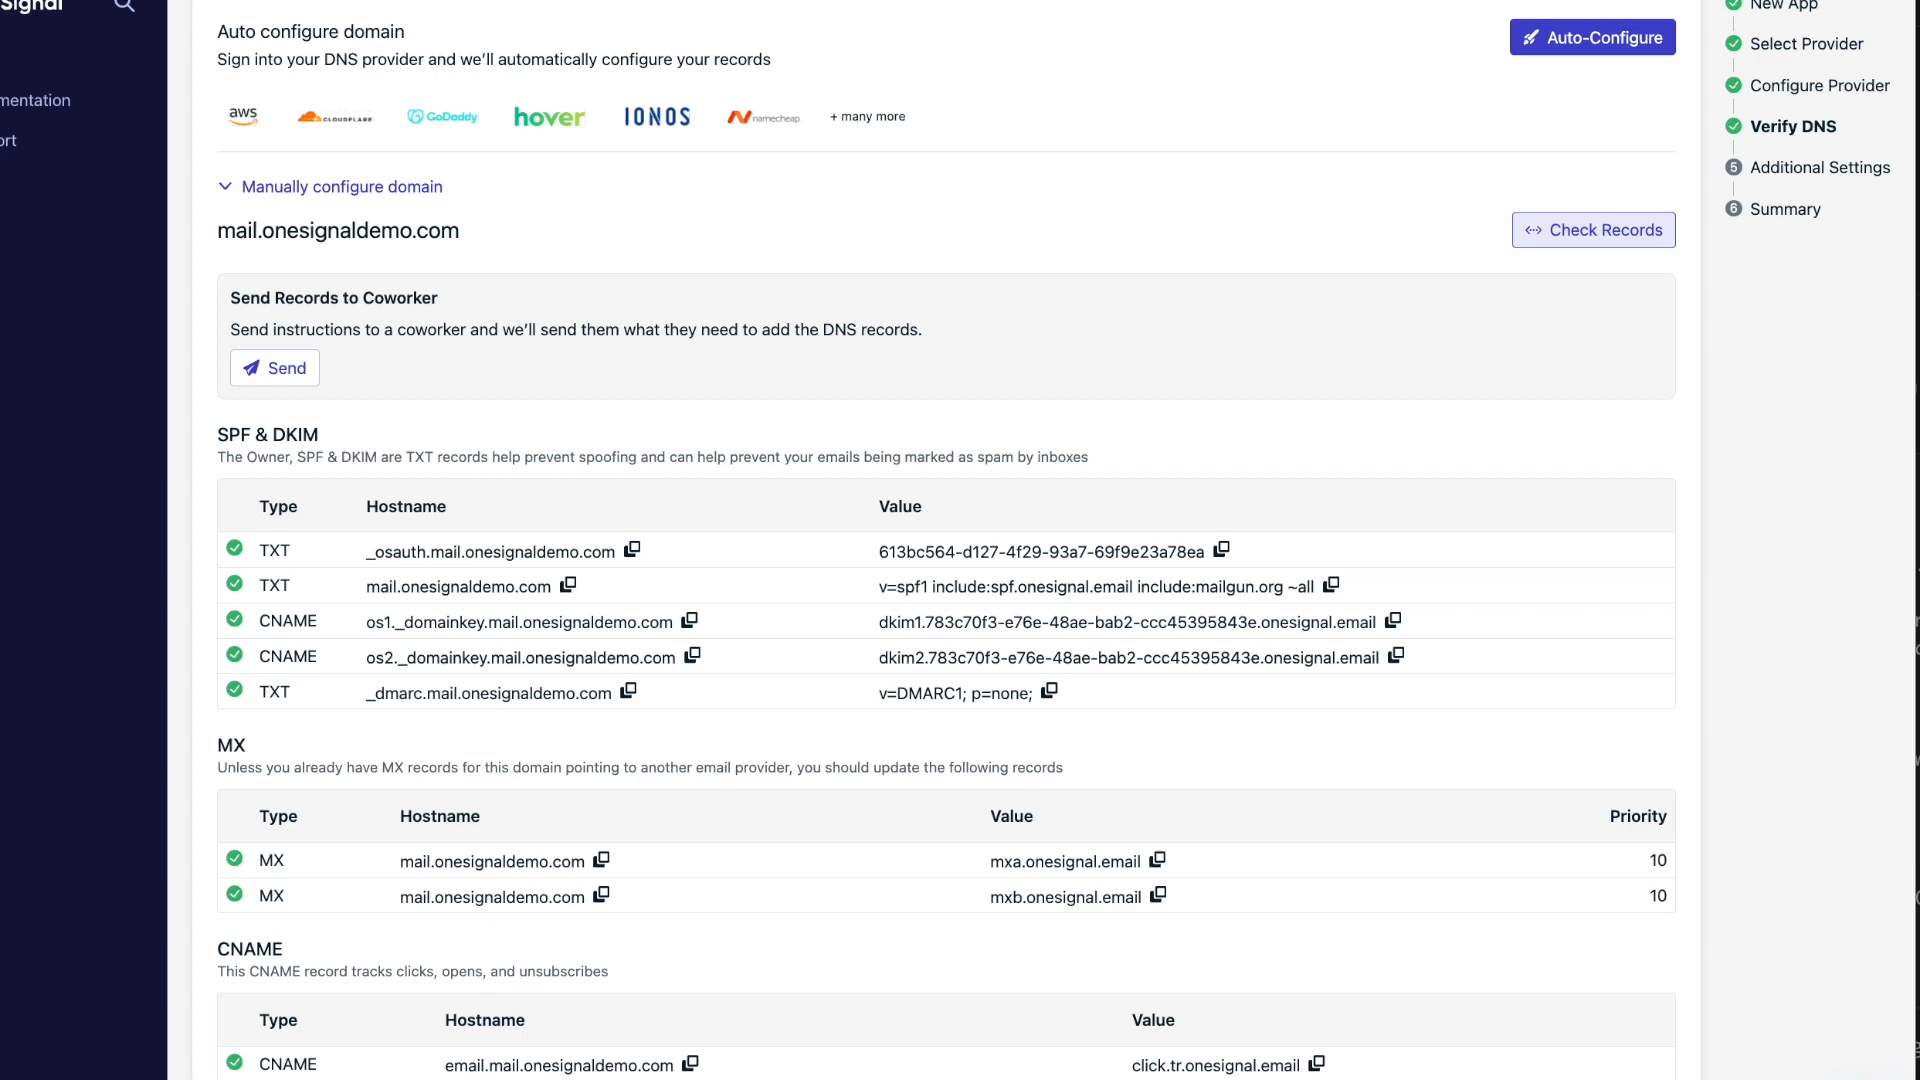 Signal
mentation
ort
Auto configure domain
Sign into your DNS provider and we'll automatically configure your records
Auto-Configure
aws
CLOUDFLARE
GoDaddy
hover
IONOS
namecheap
+ many more
Manually configure domain
mail.onesignaldemo.com
Check Records
Send Records to Coworker
Send instructions to a coworker and we'll send them what they need to add the DNS records.
Send
SPF & DKIM
The Owner, SPF & DKIM are TXT records help prevent spoofing and can help prevent your emails being marked as spam by inboxes
Type Hostname Value
TXT _osauth.mail.onesignaldemo.com 613bc564-d127-4f29-93a7-69f9e23a78ea
TXT mail.onesignaldemo.com v=spf1 include:spf.onesignal.email include:mailgun.org ~all
CNAME os1._domainkey.mail.onesignaldemo.com dkim1.783c70f3-e76e-48ae-bab2-ccc45395843e.onesignal.email
CNAME os2._domainkey.mail.onesignaldemo.com dkim2.783c70f3-e76e-48ae-bab2-ccc45395843e.onesignal.email
TXT _dmarc.mail.onesignaldemo.com v=DMARC1; p=none;
MX
Unless you already have MX records for this domain pointing to another email provider, you should update the following records
Type Hostname Value Priority
MX mail.onesignaldemo.com mxa.onesignal.email 10
MX mail.onesignaldemo.com mxb.onesignal.email 10
CNAME
This CNAME record tracks clicks, opens, and unsubscribes
Type Hostname Value
CNAME email.mail.onesignaldemo.com click.tr.onesignal.email
New App
Select Provider
Configure Provider
Verify DNS
5 Additional Settings
6 Summary